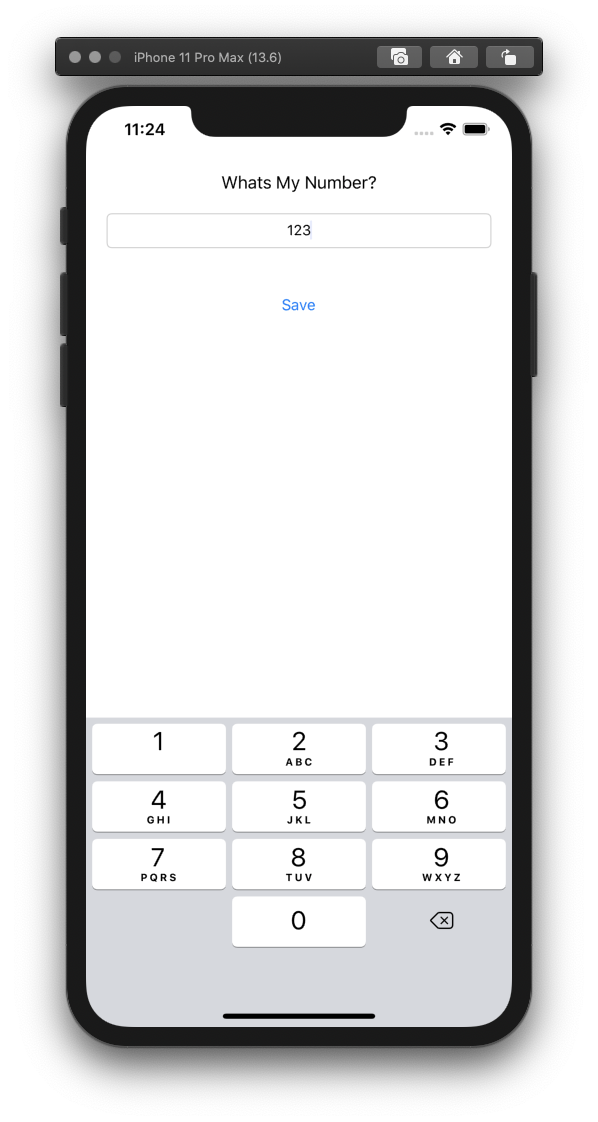 iPhone 11 Pro Max (13.6)
11:24
Whats My Number?
123
Save
1 2 3
ABC DEF
4 5 6
GHI JKL MNO
7 8 9
PQRS TUV WXYZ
0